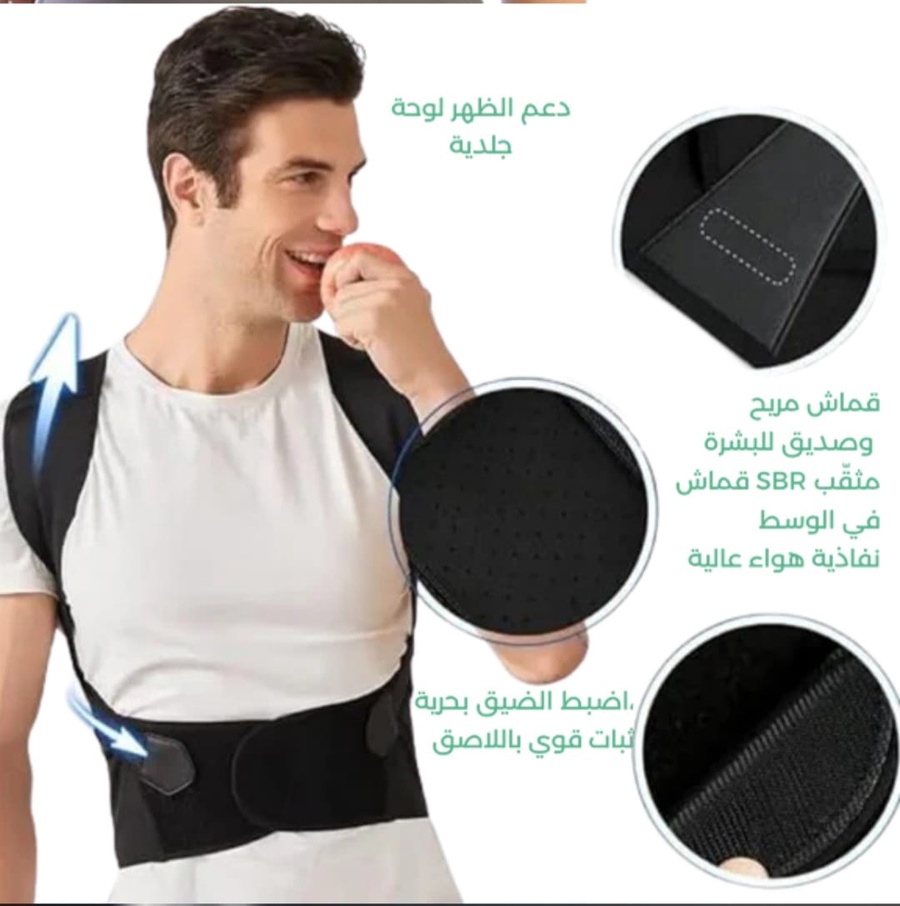 دعم الظهر لوحة
جلدية
قماش مريح
وصديق للبشرة
مثقّب SBR قماش
في الوسط
نفاذية هواء عالية
،اضبط الضيق بحرية
ثبات قوي باللاصق